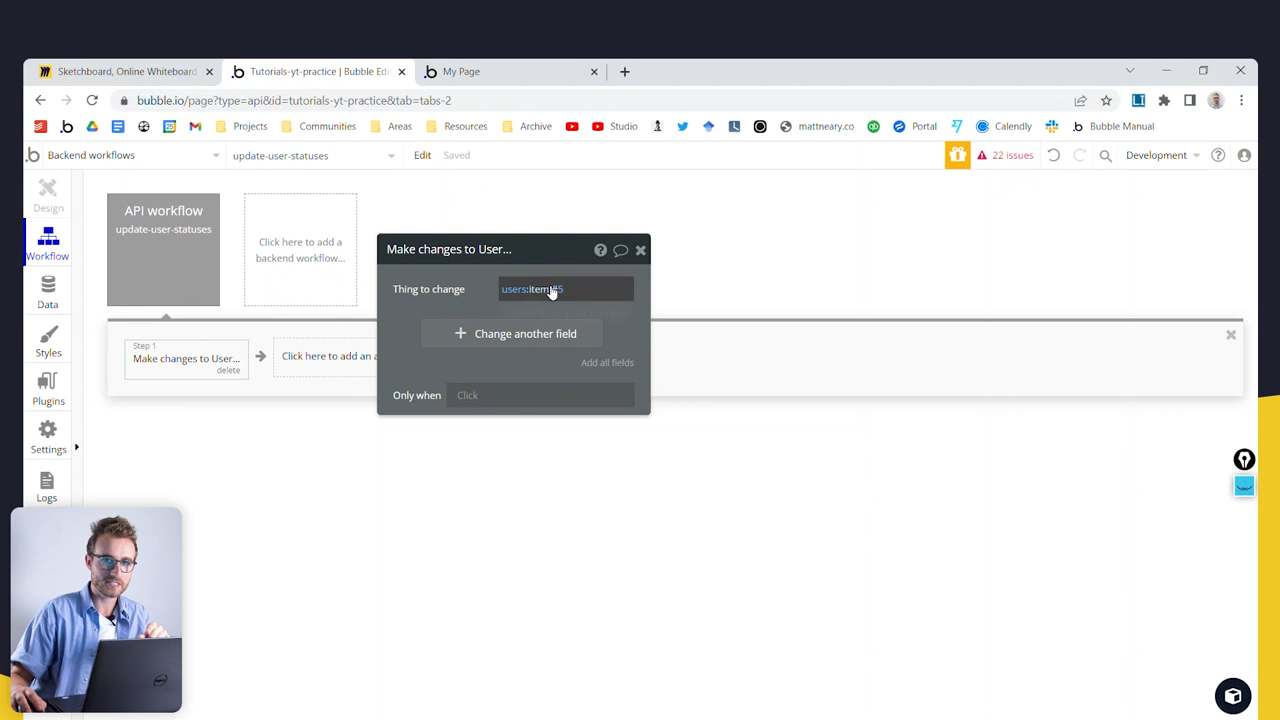 Sketchboard, Online Whiteboard
Tutorials-yt-practice | Bubble Edi
My Page
bubble.io/page?type=api&id=tutorials-yt-practice&tab=tabs-2
Projects
Communities
Areas
Resources
Archive
Studio
mattneary.co
Portal
Calendly
Bubble Manual
Backend workflows
update-user-statuses
Edit
Saved
22 issues
Development
Design
Workflow
Data
Styles
Plugins
Settings
Logs
API workflow
update-user-statuses
Click here to add a
backend workflow...
Step 1
Make changes to User...
delete
Click here to add an a
Make changes to User...
Thing to change
users:item #5
Change another field
Add all fields
Only when
Click